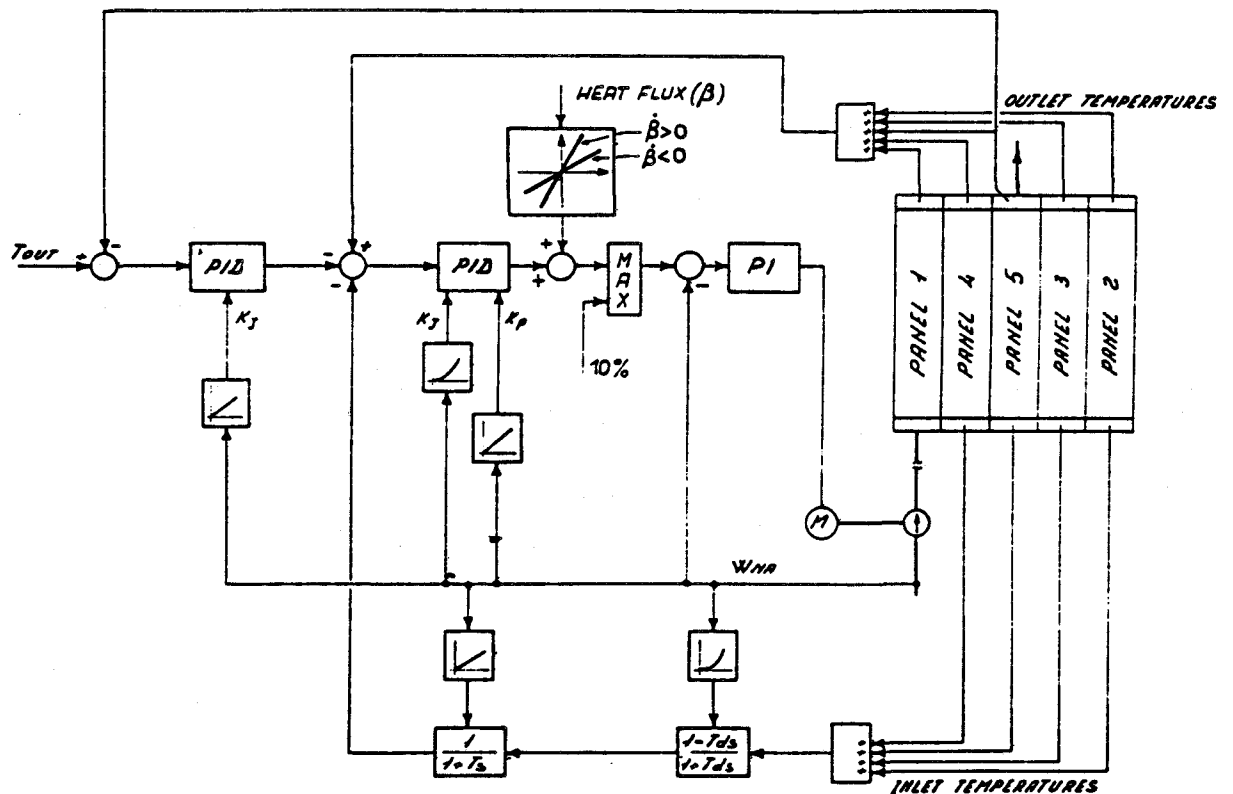 HEAT FLUX (β)
β̇>0
β̇<0
OUTLET TEMPERATURES
+
+
+
+
+
TOUT
+
-
PID
KI
-
+
-
PID
KI
KP
+
+
MAX
10%
-
PI
PANEL 1
PANEL 4
PANEL 5
PANEL 3
PANEL 2
M
WNA
1
1+Ts
1-Tds
1+Tds
+
+
+
+
INLET TEMPERATURES